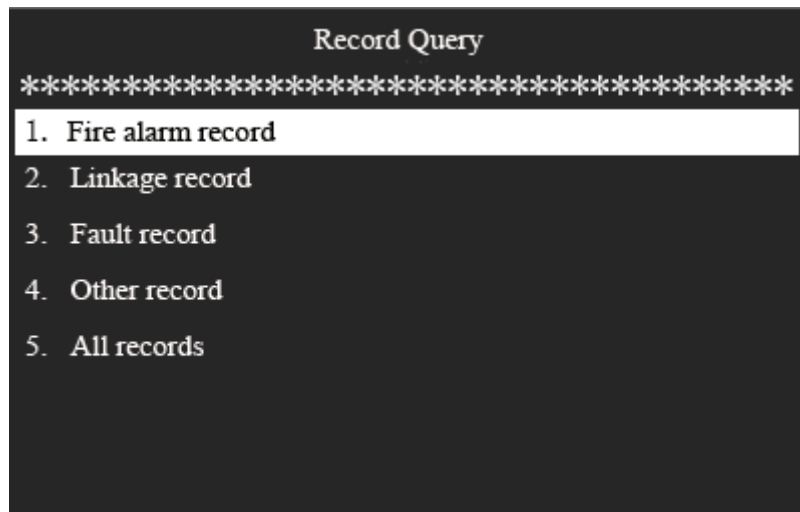 Record Query
**************************************
1. Fire alarm record
2. Linkage record
3. Fault record
4. Other record
5. All records